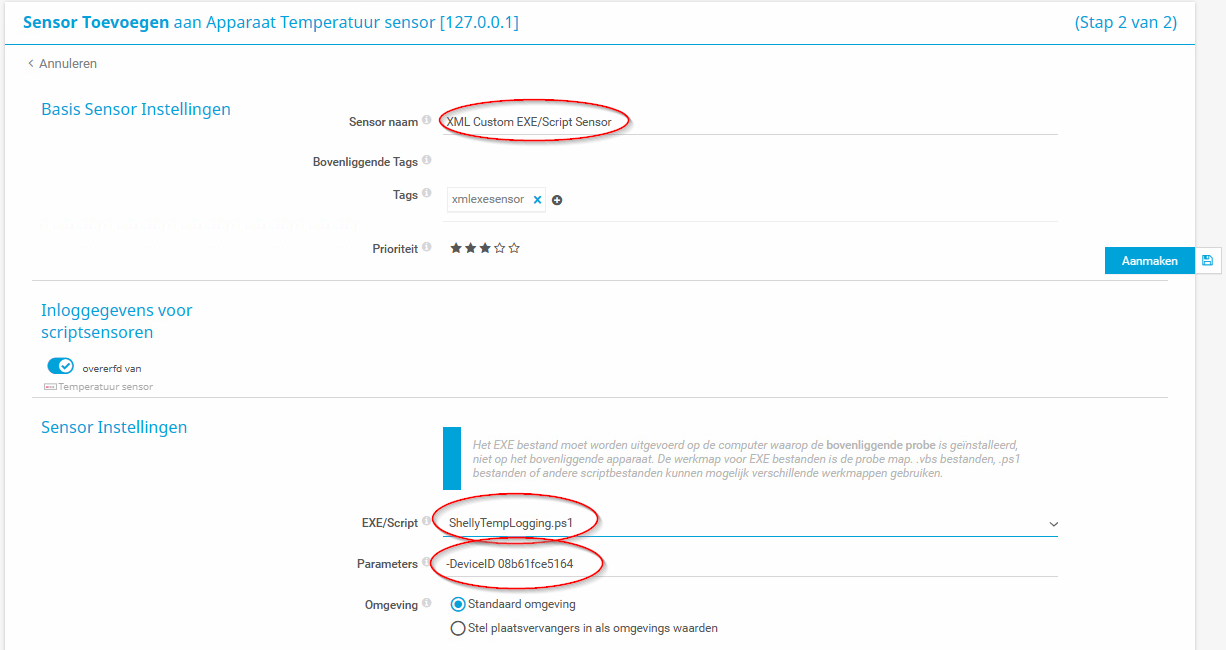 Sensor Toevoegen aan Apparaat Temperatuur sensor [127.0.0.1]
(Stap 2 van 2)
Annuleren
Basis Sensor Instellingen
Sensor naam
XML Custom EXE/Script Sensor
Bovenliggende Tags
Tags
xmlexesensor
Prioriteit
Aanmaken
Inloggegevens voor
scriptsensoren
overerfd van
Temperatuur sensor
Sensor Instellingen
Het EXE bestand moet worden uitgevoerd op de computer waarop de bovenliggende probe is geïnstalleerd,
niet op het bovenliggende apparaat. De werkmap voor EXE bestanden is de probe map. .vbs bestanden, .ps1
bestanden of andere scriptbestanden kunnen mogelijk verschillende werkmappen gebruiken.
EXE/Script
ShellyTempLogging.ps1
Parameters
-DeviceID 08b61fce5164
Omgeving
Standaard omgeving
Stel plaatsvervangers in als omgevings waarden